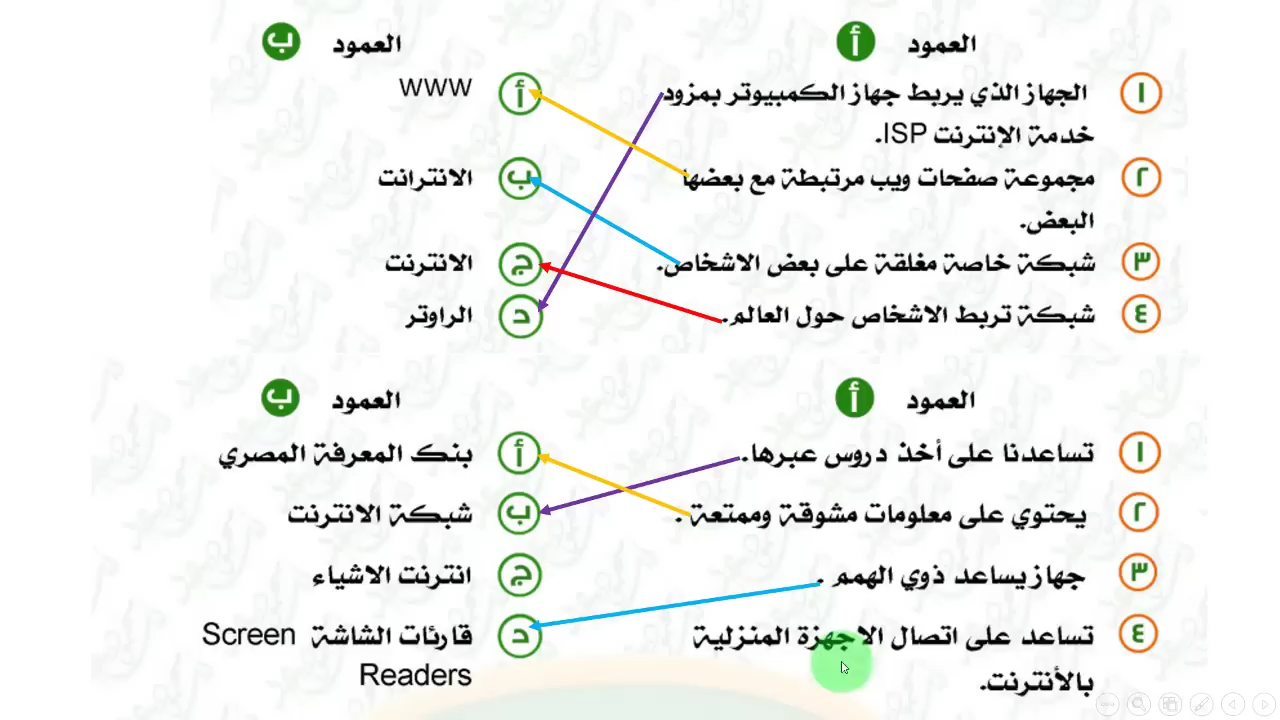 العمود أ العمود ب
١ الجهاز الذي يربط جهاز الكمبيوتر بمزود أ WWW
خدمة الإنترنت ISP.
٢ مجموعة صفحات ويب مرتبطة مع بعضها ب الانترانت
البعض.
٣ شبكة خاصة مغلقة على بعض الاشخاص. ج الانترنت
٤ شبكة تربط الاشخاص حول العالم. د الراوتر
العمود أ العمود ب
١ تساعدنا على أخذ دروس عبرها. أ بنك المعرفة المصري
٢ يحتوي على معلومات مشوقة وممتعة . ب شبكة الانترنت
٣ جهاز يساعد ذوي الهمم . ج انترنت الاشياء
٤ تساعد على اتصال الاجهزة المنزلية د قارئات الشاشة Screen
بالأنترنت. Readers